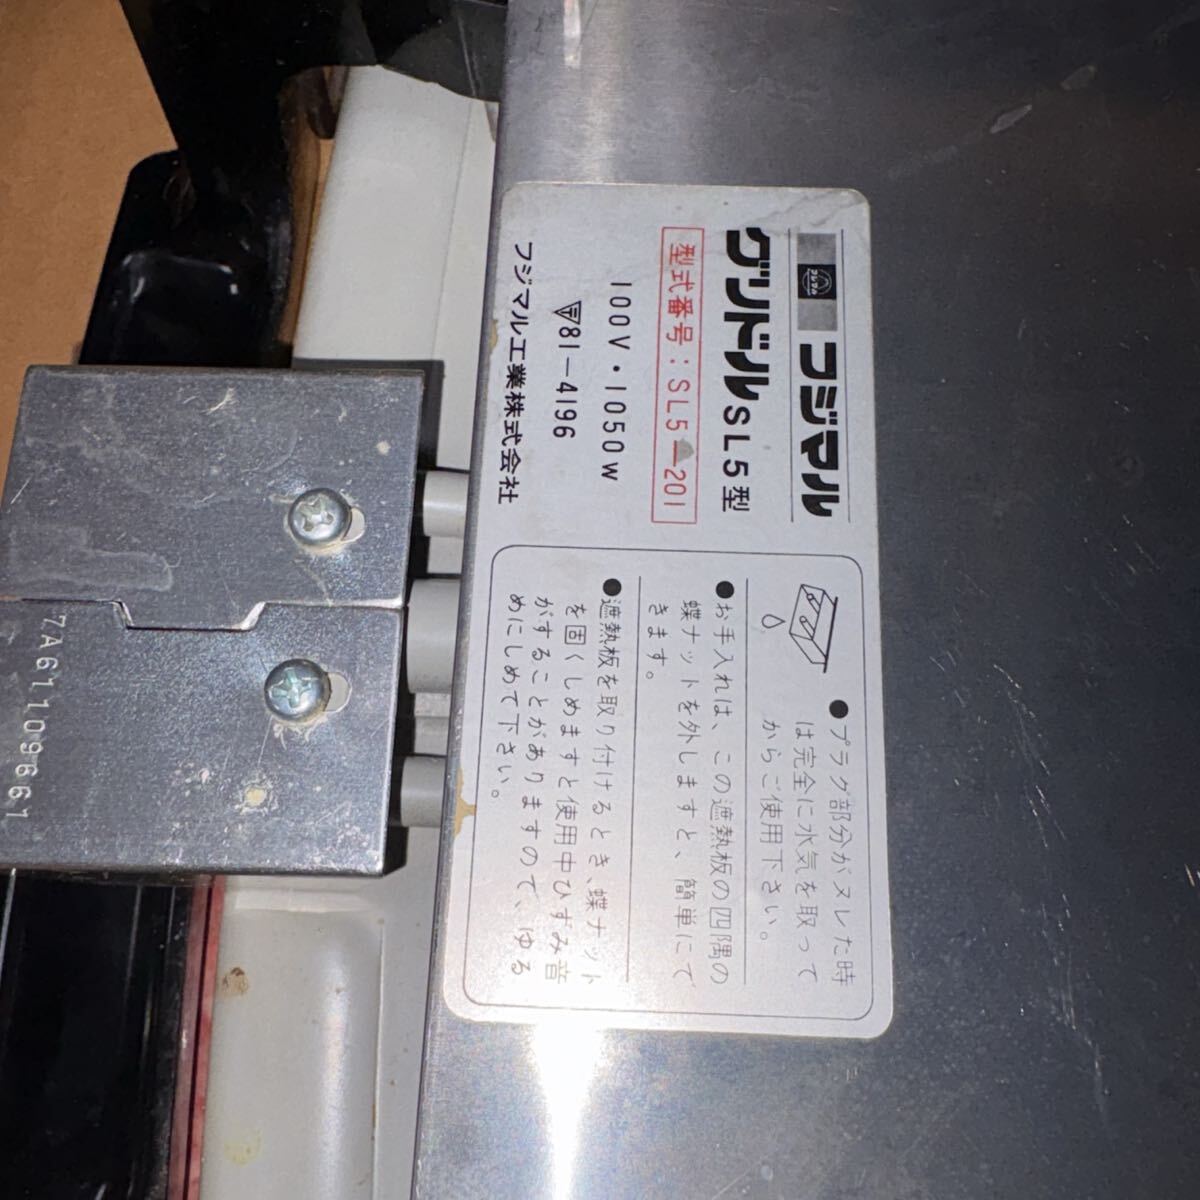 フジマル
グリドルSL5型
型式番号：SL5-201
100V・1050W
〒81-4196
フジマル工業株式会社
●プラグ部分がヌレた時
は完全に水気を取って
からご使用下さい。
●お手入れは、この遮熱板の四隅の
蝶ナットを外しますと、簡単にで
きます。
●遮熱板を取り付けるとき、蝶ナット
を固くしめますと使用中ひずみ音
がすることがありますので、ゆる
めにしめて下さい。
7A61109661